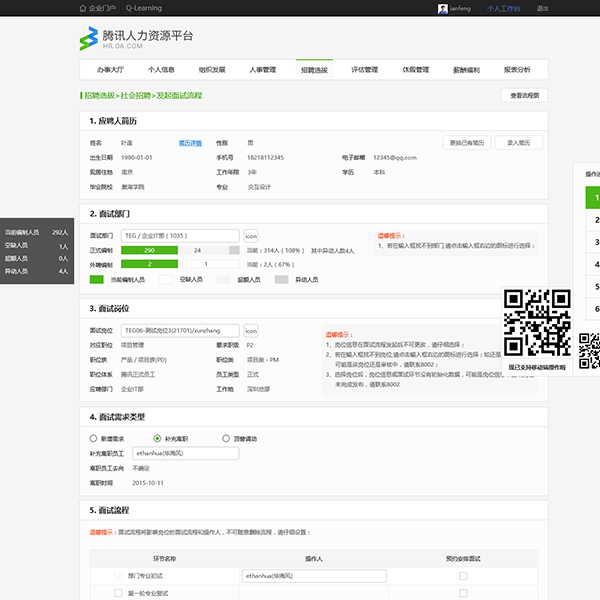 企业门户 Q-Learning ianfeng 个人工作台 退出
腾讯人力资源平台
HR.OA.COM
办事大厅 个人信息 组织发展 人事管理 招聘选拔 评估管理 休假管理 薪酬福利 报表分析
招聘选拔>社会招聘>发起面试流程 查看流程图
1. 应聘人简历
姓名 叶蓬 简历详情 性别 男 更换已有简历 录入简历
出生日期 1990-01-01 手机号 18218112345 电子邮箱 12345@qq.com
现居住地 南京 工作年限 3年 学历 本科
毕业院校 巢湖学院 专业 交互设计
2. 面试部门
面试部门 TEG / 企业IT部（1035） icon
正式编制 290 24 当前：314人（108%） 其中异动人数4人
外聘编制 2 1 当前：2人（67%）
当前编制人员 空缺人员 超额人员 异动人员
温馨提示：
1、若在输入框找不到部门,请点击输入框右边的图标进行选择；
当前编制人员 292人
空缺人员 1人
超额人员 0人
异动人员 4人
3. 面试岗位
面试岗位 TEG06-测试岗位3(21701)/xunzhang icon
对应职位 项目管理 要求职级 P2
职位族 产品 / 项目族(PD) 职位类 项目类 - PM
职位体系 腾讯正式员工 员工类型 正式
应聘部门 企业IT部 工作地 深圳总部
温馨提示：
1、岗位信息在面试流程发起后不可更改，请仔细选择；
2、若在输入框找不到岗位,请点击输入框右边的图标进行选择；如还是
可能是该岗位还是审核中，请联系8002；
3、选择岗位后，岗位信息或面试环节没有初始化数据，可能是岗位信
未完成发布，请联系8002
现已支持移动端操作啦
操作
1
2
3
4
5
6
4. 面试需求类型
新增需求 补充离职 顶替调动
补充离职员工 ethanhua(华海风)
离职员工去向 不确定
离职时间 2015-10-11
5. 面试流程
温馨提示：面试流程将影响岗位的面试流程和操作人，不可随意删除流程，请仔细设置；
环节名称 操作人 预约安排面试
部门专业初试 ethanhua(华海风)
第一轮专业复试